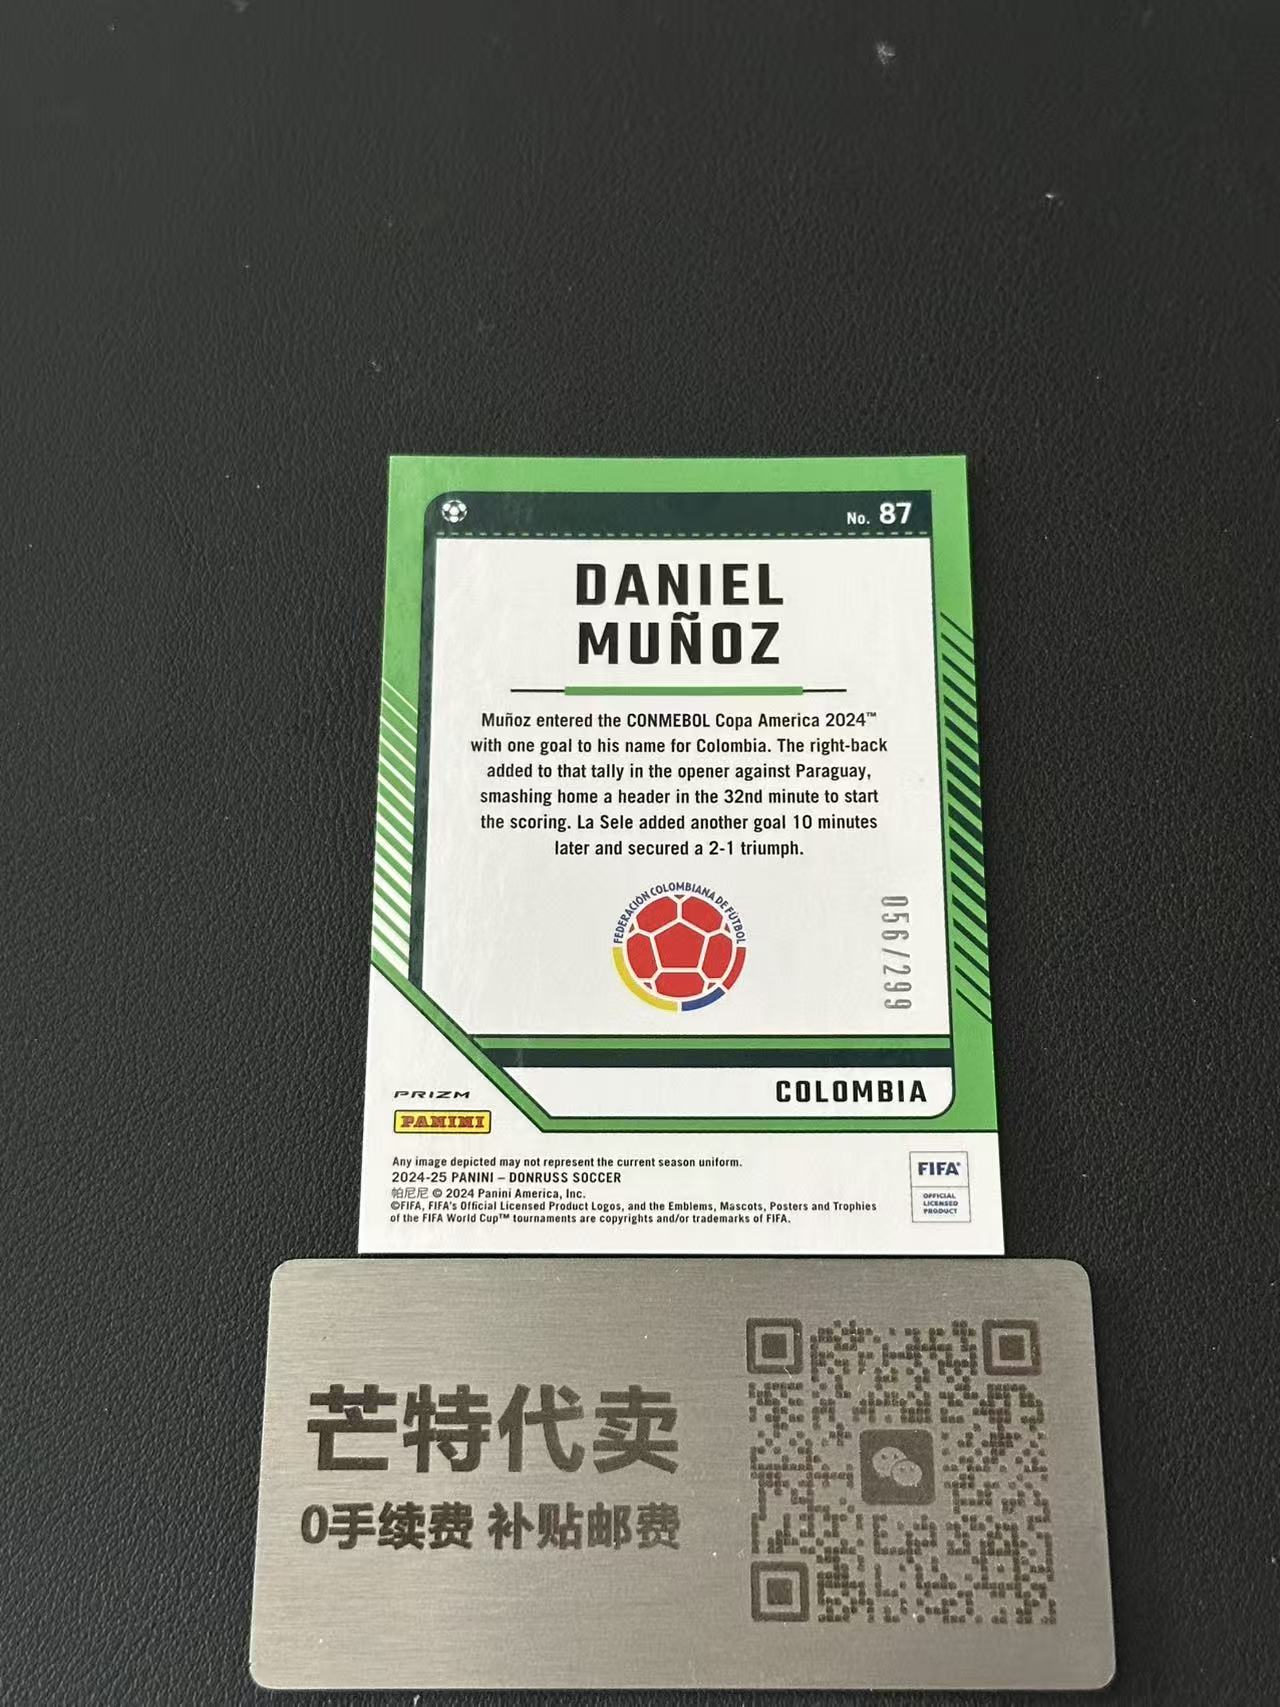 No. 87
DANIEL
MUÑOZ
Muñoz entered the CONMEBOL Copa America 2024™
with one goal to his name for Colombia. The right-back
added to that tally in the opener against Paraguay,
smashing home a header in the 32nd minute to start
the scoring. La Sele added another goal 10 minutes
later and secured a 2-1 triumph.
FEDERACIÓN COLOMBIANA DE FÚTBOL
056/299
COLOMBIA
PRIZM
PANINI
Any image depicted may not represent the current season uniform.
2024-25 PANINI – DONRUSS SOCCER
帕尼尼 © 2024 Panini America, Inc.
©FIFA, FIFA's Official Licensed Product Logos, and the Emblems, Mascots, Posters and Trophies
of the FIFA World Cup™ tournaments are copyrights and/or trademarks of FIFA.
FIFA
OFFICIAL
LICENSED
PRODUCT
芒特代卖
0手续费 补贴邮费